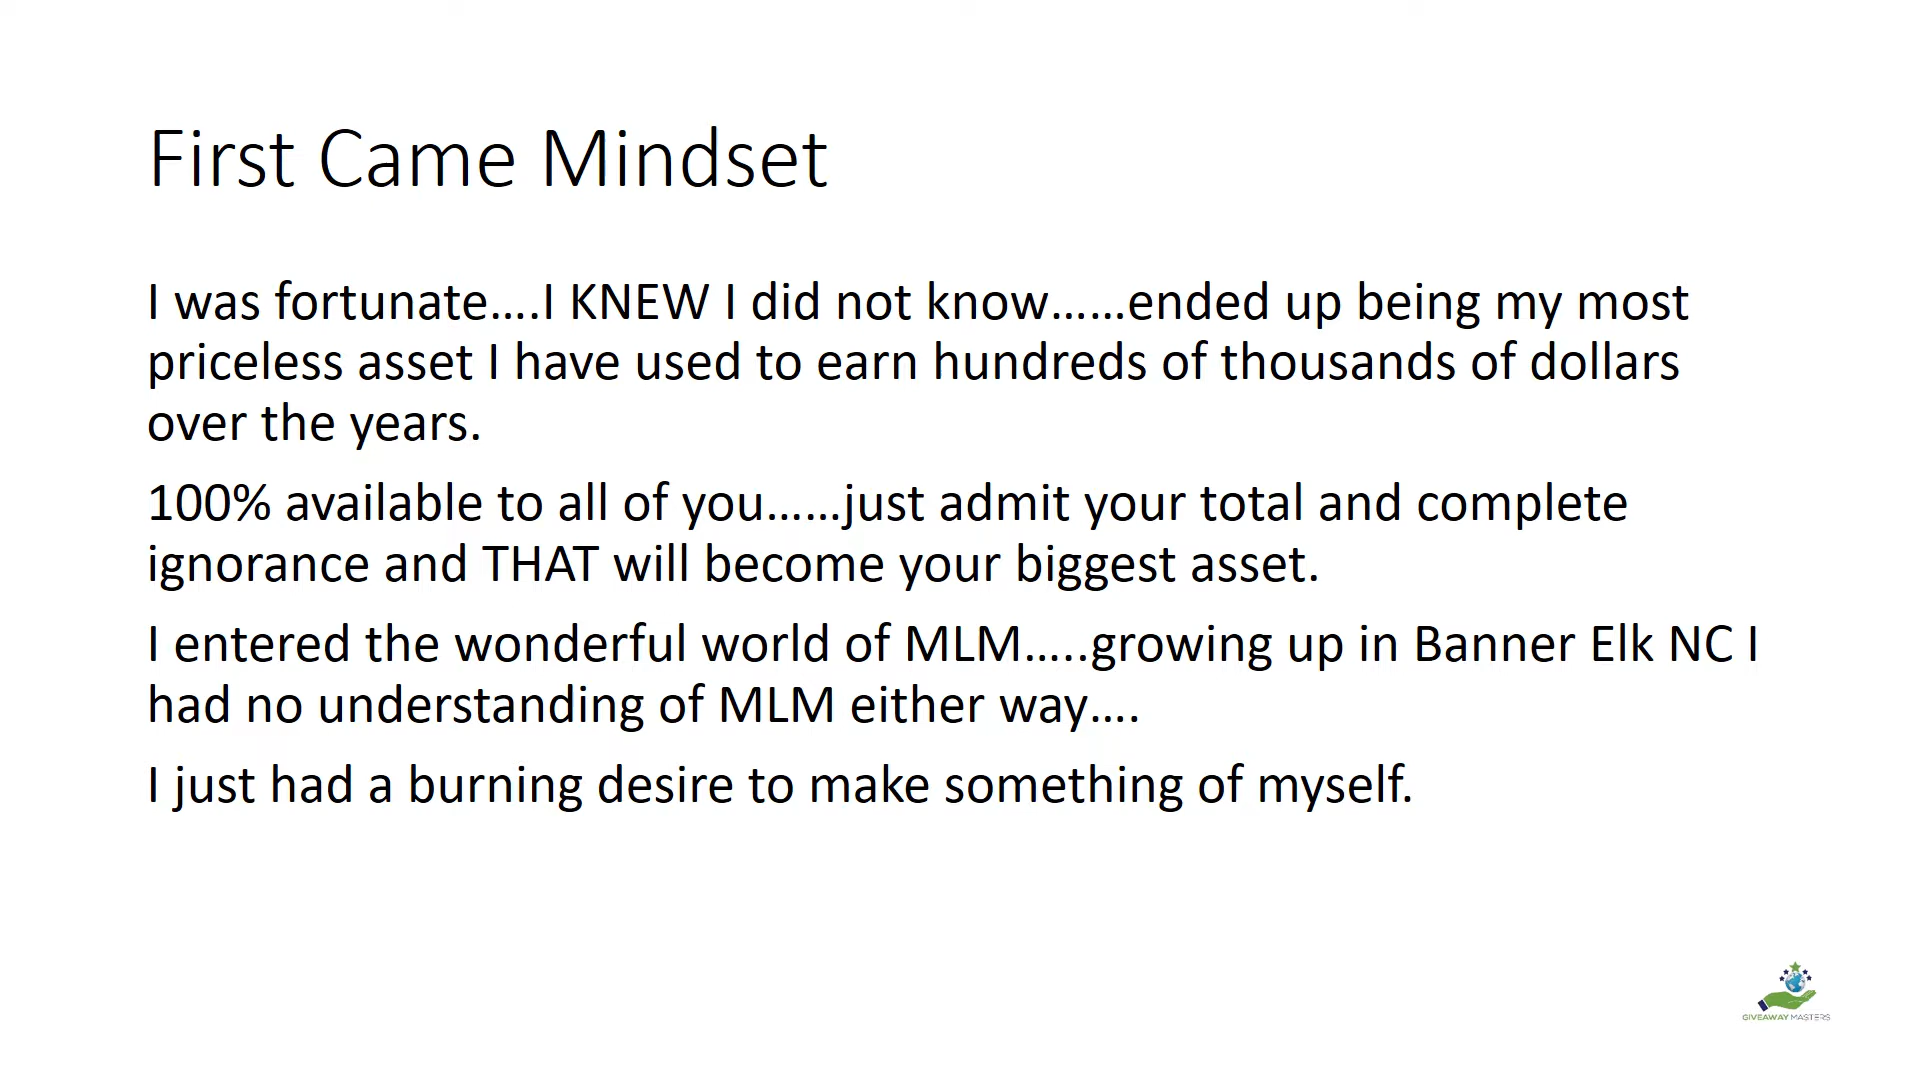 First Came Mindset
I was fortunate….I KNEW I did not know……ended up being my most
priceless asset I have used to earn hundreds of thousands of dollars
over the years.
100% available to all of you……just admit your total and complete
ignorance and THAT will become your biggest asset.
I entered the wonderful world of MLM…..growing up in Banner Elk NC I
had no understanding of MLM either way….
I just had a burning desire to make something of myself.
GIVEAWAY MASTERS